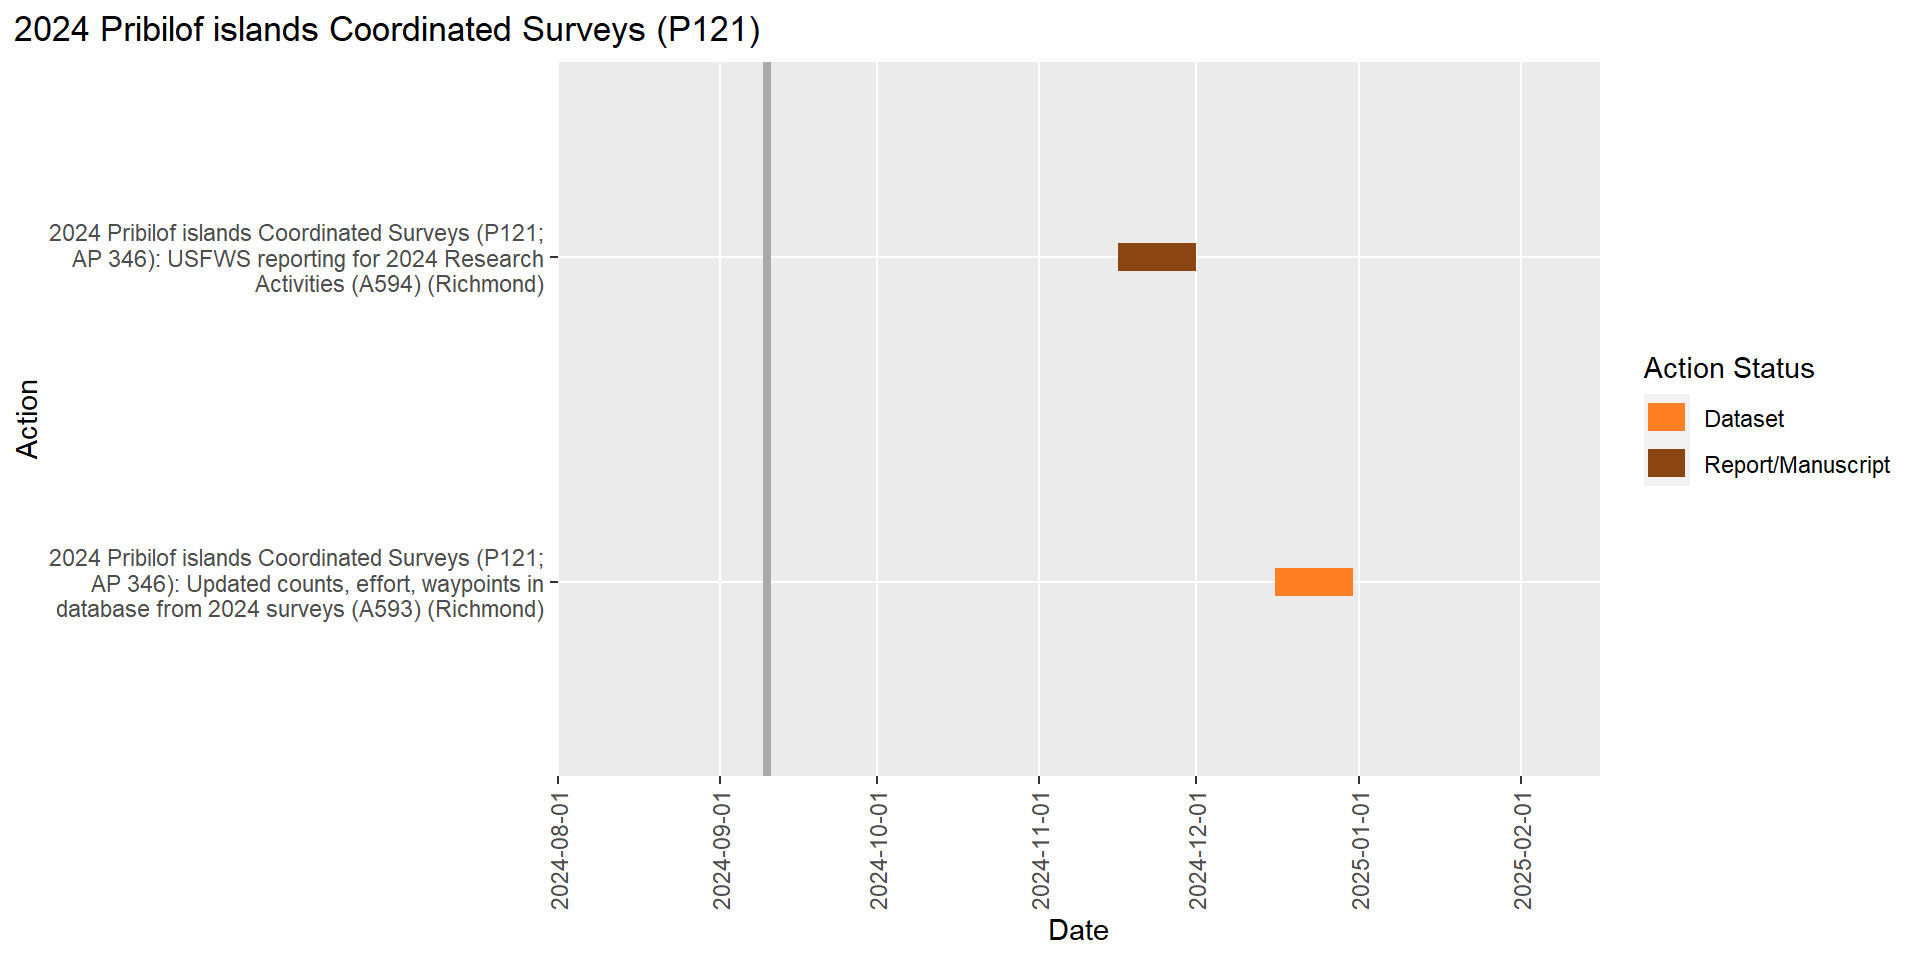 2024 Pribilof islands Coordinated Surveys (P121)
2024 Pribilof islands Coordinated Surveys (P121;
AP 346): USFWS reporting for 2024 Research
Activities (A594) (Richmond)
2024 Pribilof islands Coordinated Surveys (P121;
AP 346): Updated counts, effort, waypoints in
database from 2024 surveys (A593) (Richmond)
Action
2024-08-01
2024-09-01
2024-10-01
2024-11-01
2024-12-01
2025-01-01
2025-02-01
Date
Action Status
Dataset
Report/Manuscript